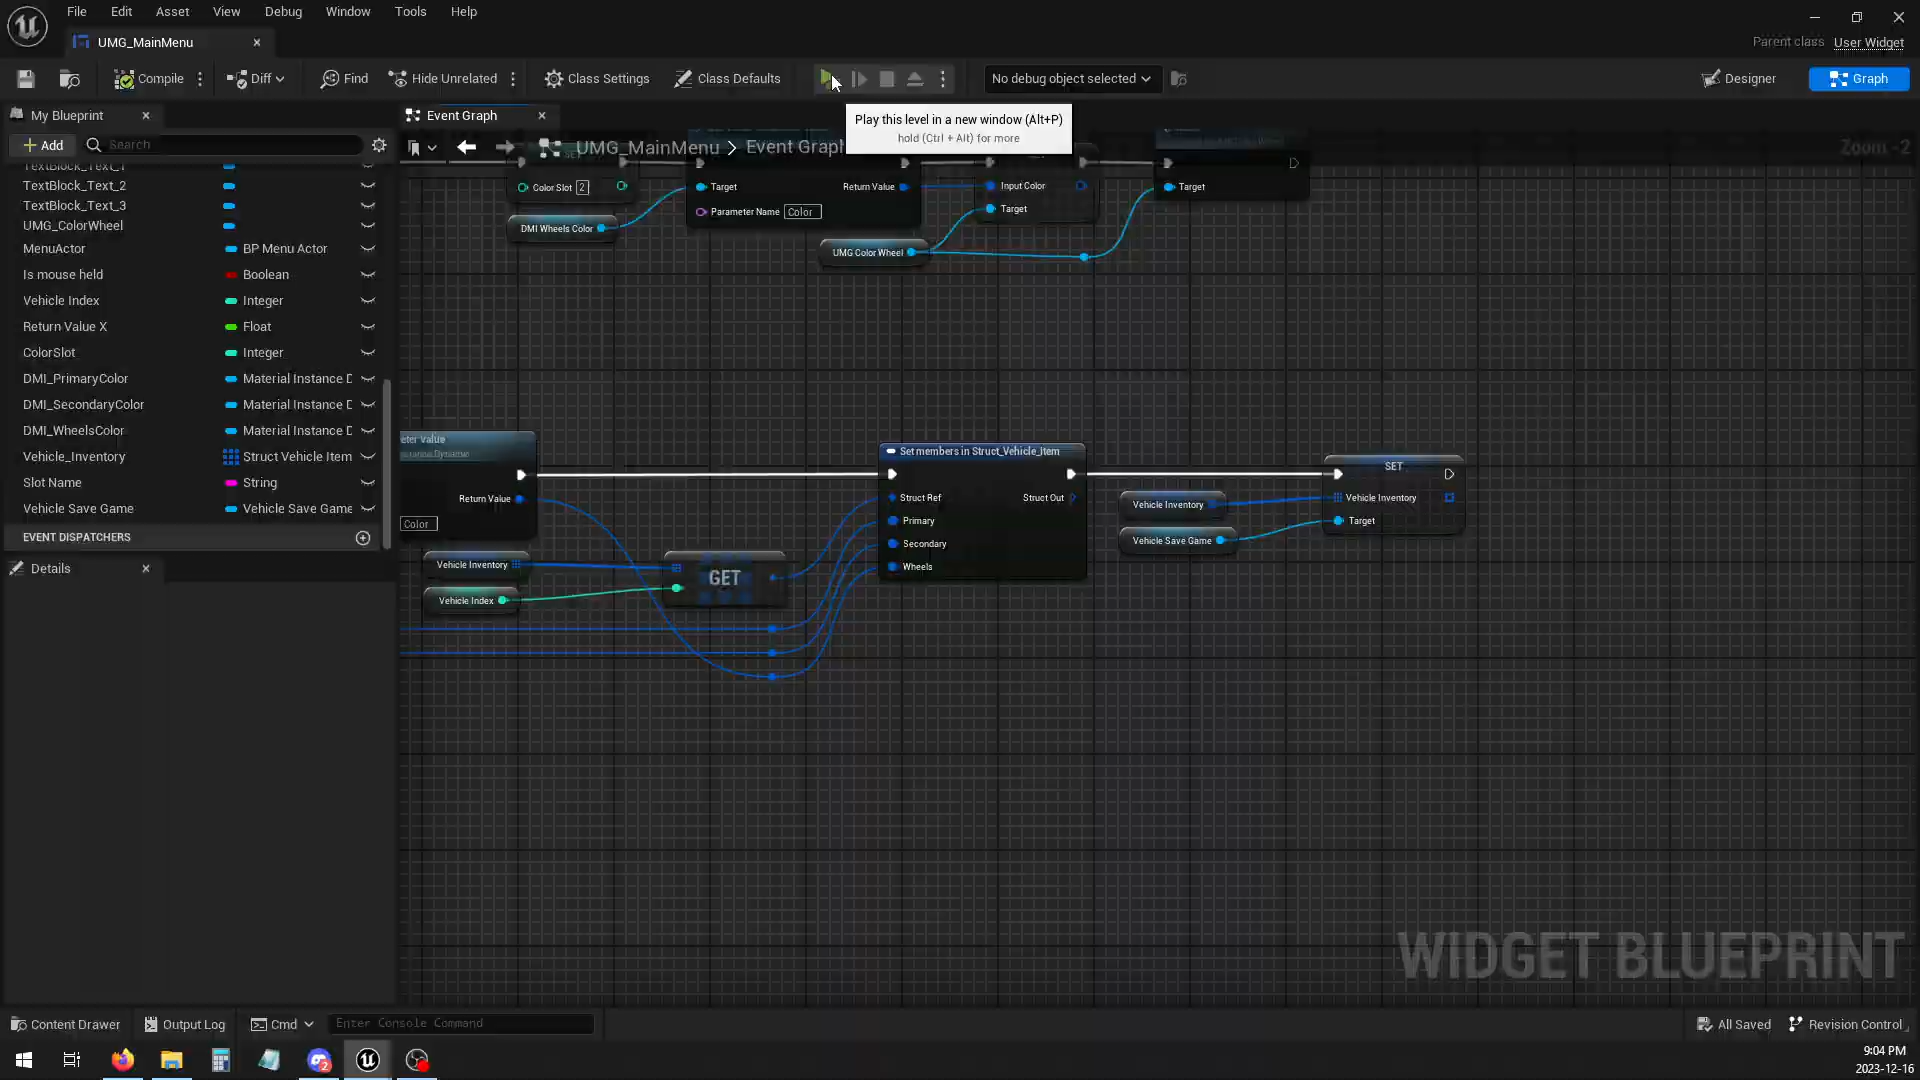 File Edit Asset View Debug Window Tools Help
UMG_MainMenu
Parent class User Widget
Compile Diff Find Hide Unrelated Class Settings Class Defaults No debug object selected Designer Graph
My Blueprint
Event Graph
Play this level in a new window (Alt+P)
hold (Ctrl + Alt) for more
Add Search
UMG_MainMenu > Event Graph
Zoom -2
TextBlock_Text_1
TextBlock_Text_2
TextBlock_Text_3
UMG_ColorWheel
MenuActor BP Menu Actor
Is mouse held Boolean
Vehicle Index Integer
Return Value X Float
ColorSlot Integer
DMI_PrimaryColor Material Instance D
DMI_SecondaryColor Material Instance D
DMI_WheelsColor Material Instance D
Vehicle_Inventory Struct Vehicle Item
Slot Name String
Vehicle Save Game Vehicle Save Game
EVENT DISPATCHERS
Details
SET
Color Slot 2
DMI Wheels Color
Target Return Value
Parameter Name Color
Input Color
Target
UMG Color Wheel
Target
eter Value
Return Value
Color
Vehicle Inventory
Vehicle Index
GET
Set members in Struct_Vehicle_Item
Struct Ref Struct Out
Primary
Secondary
Wheels
Vehicle Inventory
Vehicle Save Game
SET
Vehicle Inventory
Target
WIDGET BLUEPRINT
Content Drawer Output Log Cmd Enter Console Command All Saved Revision Control
2
9:04 PM
2023-12-16